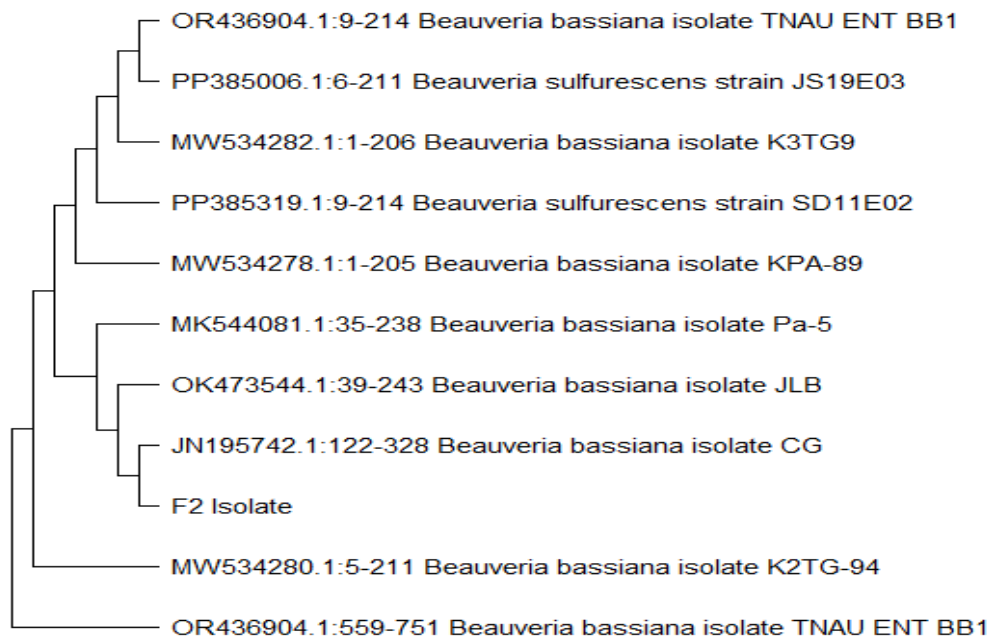 OR436904.1:9-214 Beauveria bassiana isolate TNAU ENT BB1
PP385006.1:6-211 Beauveria sulfurescens strain JS19E03
MW534282.1:1-206 Beauveria bassiana isolate K3TG9
PP385319.1:9-214 Beauveria sulfurescens strain SD11E02
MW534278.1:1-205 Beauveria bassiana isolate KPA-89
MK544081.1:35-238 Beauveria bassiana isolate Pa-5
OK473544.1:39-243 Beauveria bassiana isolate JLB
JN195742.1:122-328 Beauveria bassiana isolate CG
F2 Isolate
MW534280.1:5-211 Beauveria bassiana isolate K2TG-94
OR436904.1:559-751 Beauveria bassiana isolate TNAU ENT BB1